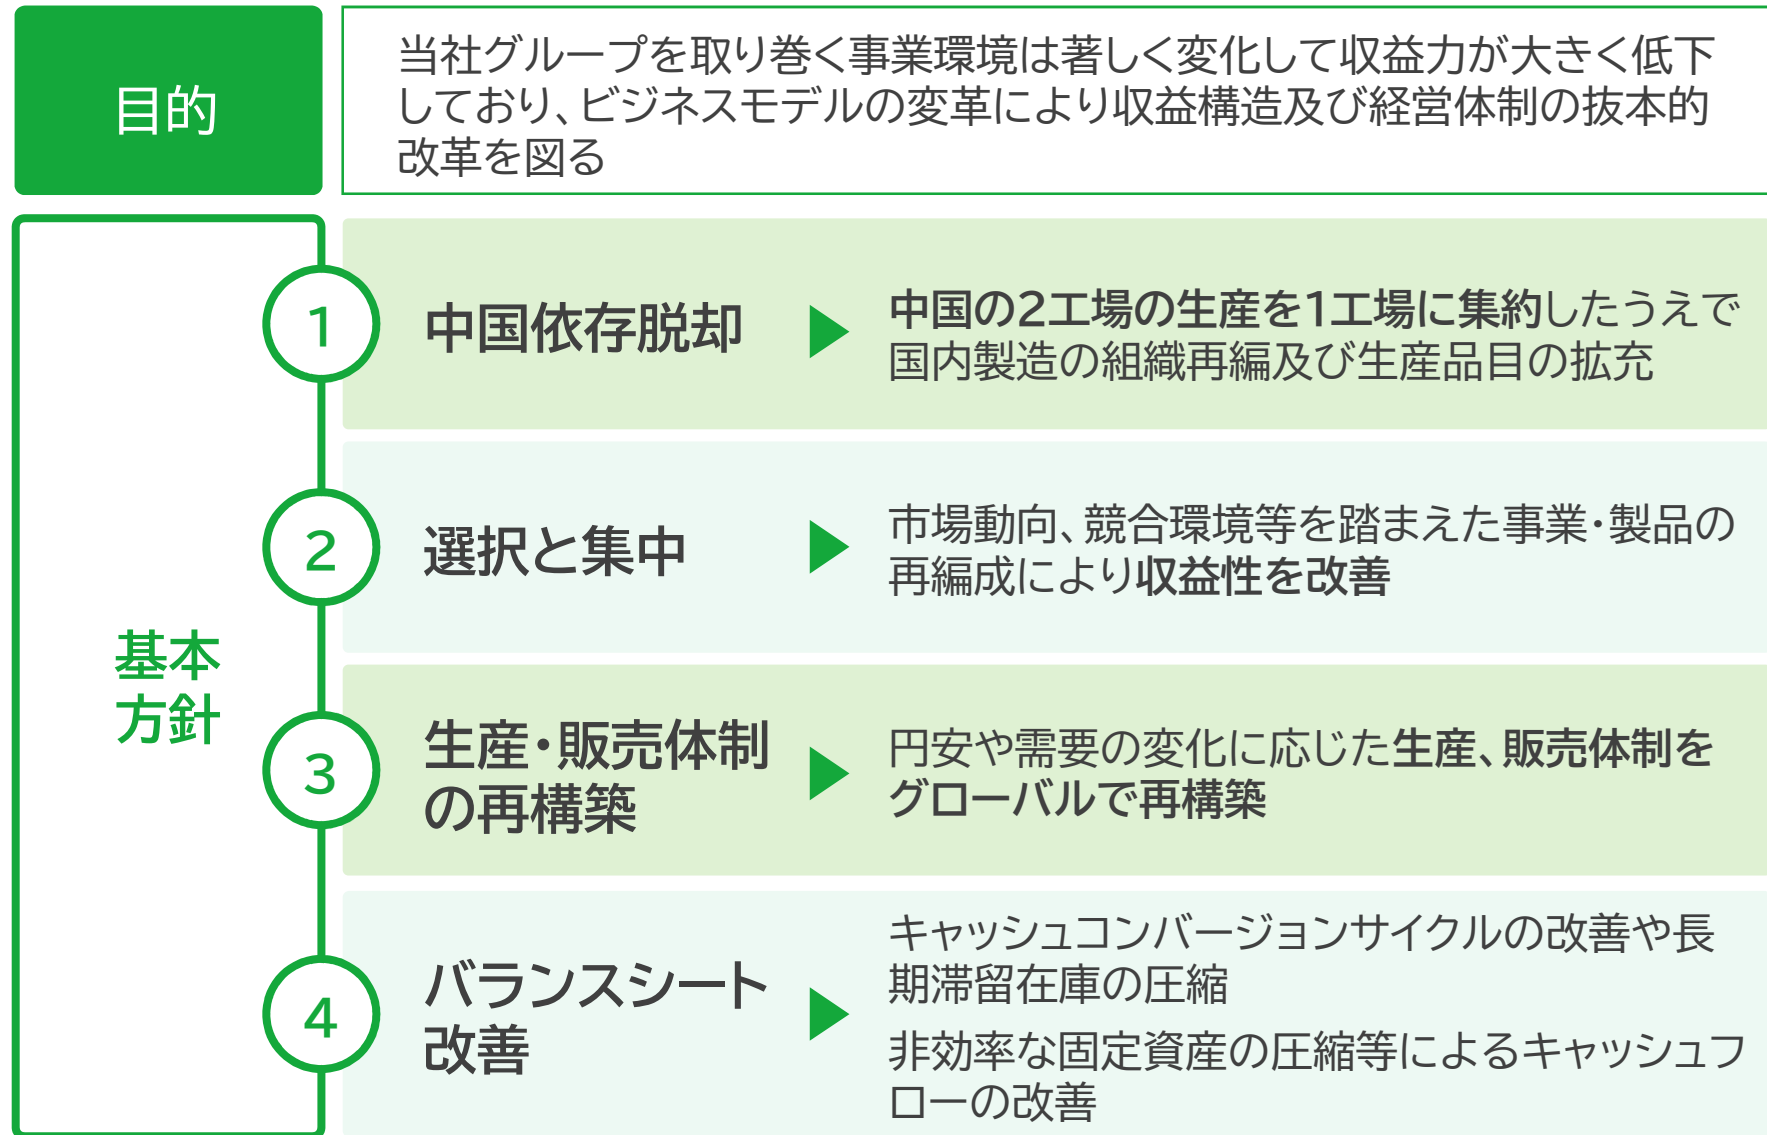 目的
当社グループを取り巻く事業環境は著しく変化して収益力が大きく低下
しており、ビジネスモデルの変革により収益構造及び経営体制の抜本的
改革を図る
基本
方針
1
中国依存脱却
中国の2工場の生産を1工場に集約したうえで
国内製造の組織再編及び生産品目の拡充
2
選択と集中
市場動向、競合環境等を踏まえた事業・製品の
再編成により収益性を改善
3
生産・販売体制
の再構築
円安や需要の変化に応じた生産、販売体制を
グローバルで再構築
4
バランスシート
改善
キャッシュコンバージョンサイクルの改善や長
期滞留在庫の圧縮
非効率な固定資産の圧縮等によるキャッシュフ
ローの改善